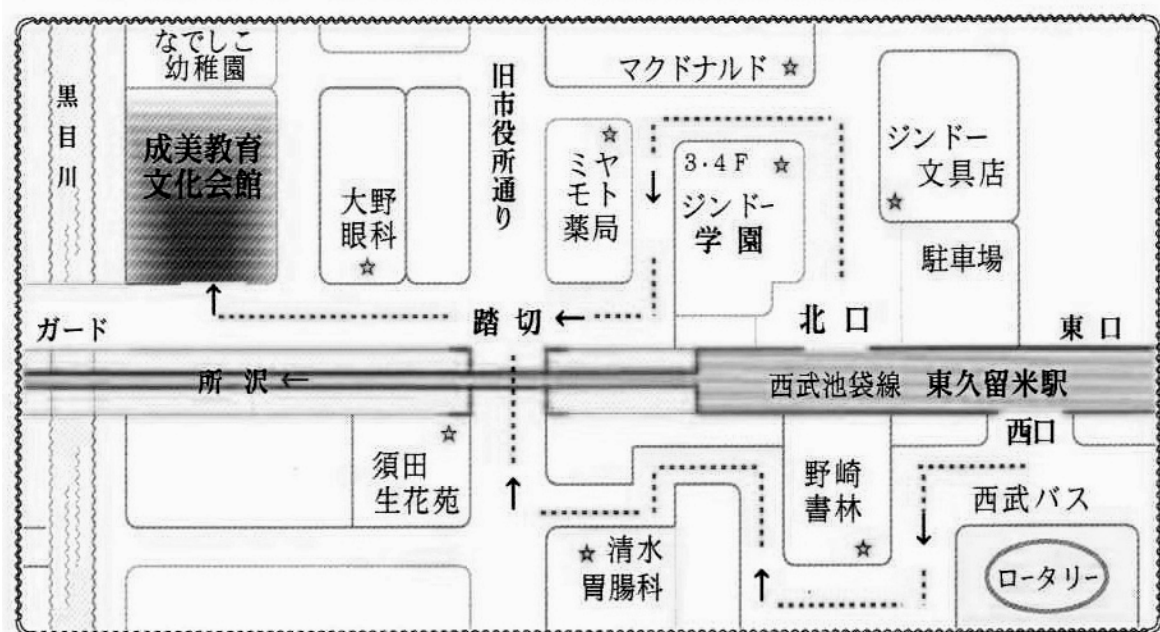 なでしこ
幼稚園
黒目川
成美教育
文化会館
大野
眼科
☆
旧市役所通り
マクドナルド ☆
☆
ミヤモト
薬局
3・4F ☆
ジンドー
学園
ジンドー
文具店
☆
駐車場
ガード
↑
踏切 ←
↓
北口
東口
所沢 ←
西武池袋線 東久留米駅
西口
☆
須田
生花苑
↑
☆ 清水
胃腸科
↑
野崎
書林
☆
↓
西武バス
ロータリー